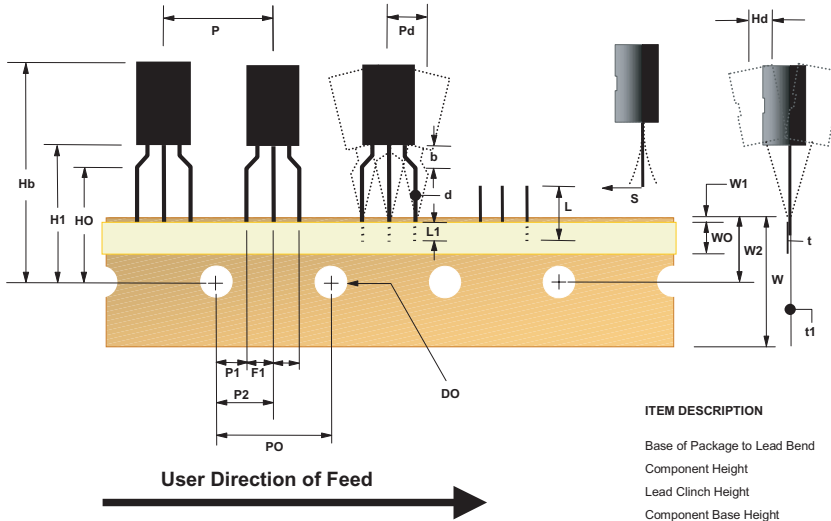 P
Pd
Hd
b
Hb
H1
HO
d
L
L1
S
W1
WO
W2
W
t
t1
P1
F1
P2
PO
DO
User Direction of Feed
ITEM DESCRIPTION
Base of Package to Lead Bend
Component Height
Lead Clinch Height
Component Base Height